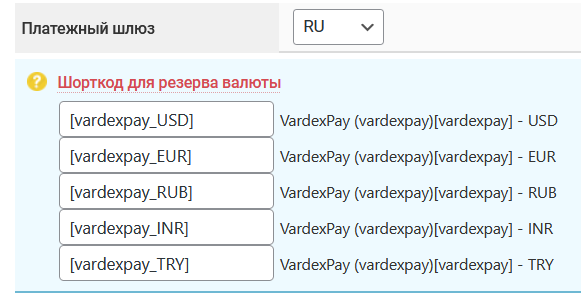 Платежный шлюз RU
Шорткод для резерва валюты
[vardexpay_USD] VardexPay (vardexpay)[vardexpay] - USD
[vardexpay_EUR] VardexPay (vardexpay)[vardexpay] - EUR
[vardexpay_RUB] VardexPay (vardexpay)[vardexpay] - RUB
[vardexpay_INR] VardexPay (vardexpay)[vardexpay] - INR
[vardexpay_TRY] VardexPay (vardexpay)[vardexpay] - TRY